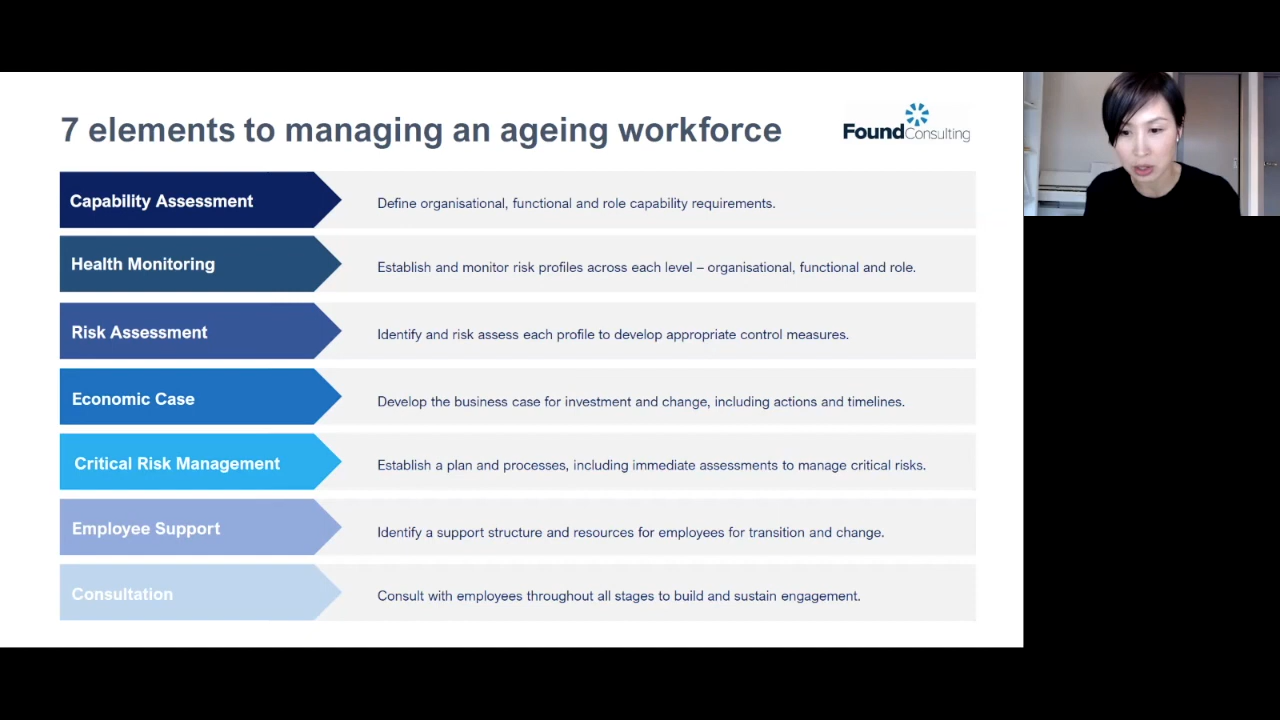 7 elements to managing an ageing workforce
FoundConsulting
Capability Assessment
Define organisational, functional and role capability requirements.
Health Monitoring
Establish and monitor risk profiles across each level – organisational, functional and role.
Risk Assessment
Identify and risk assess each profile to develop appropriate control measures.
Economic Case
Develop the business case for investment and change, including actions and timelines.
Critical Risk Management
Establish a plan and processes, including immediate assessments to manage critical risks.
Employee Support
Identify a support structure and resources for employees for transition and change.
Consultation
Consult with employees throughout all stages to build and sustain engagement.